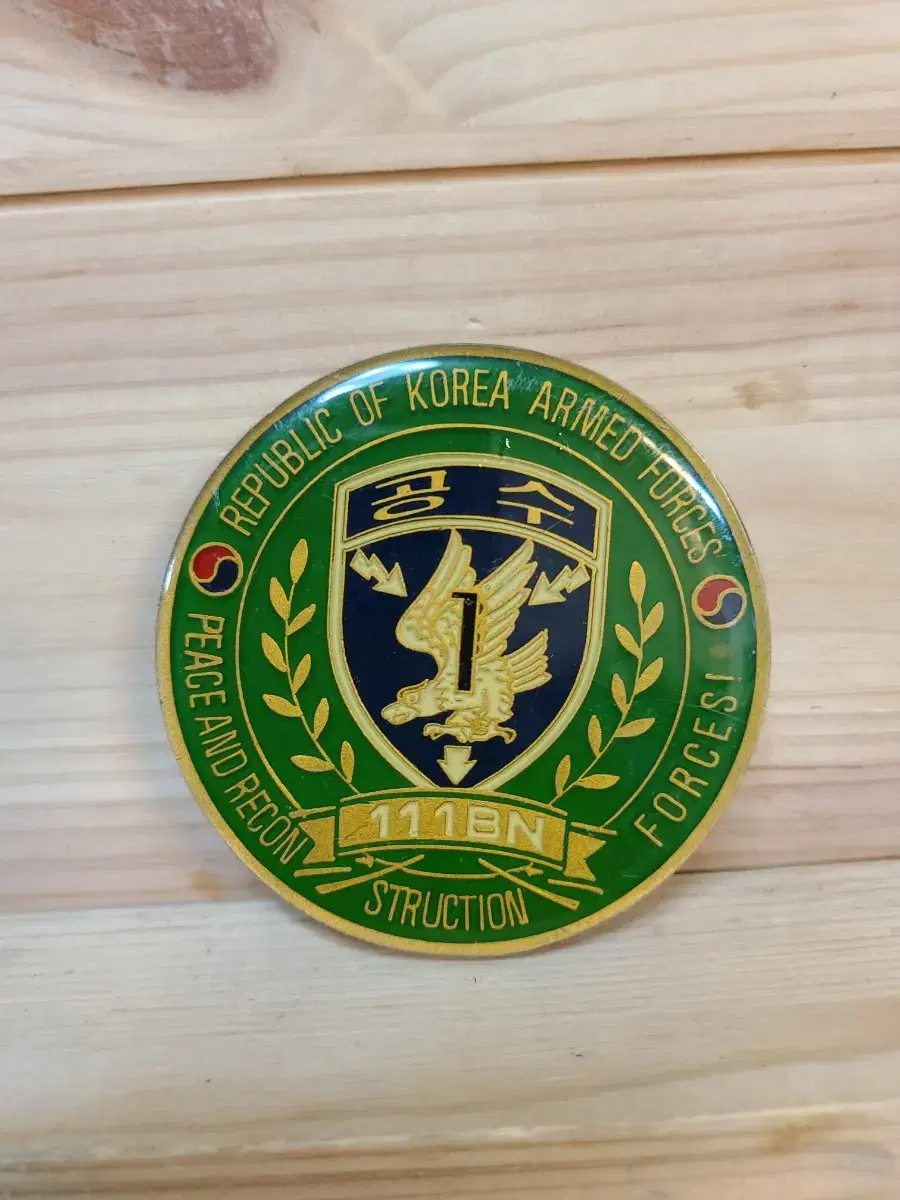 REPUBLIC OF KOREA ARMED FORCES
공수
1
111BN
PEACE AND RECON
STRUCTION
FORCES!